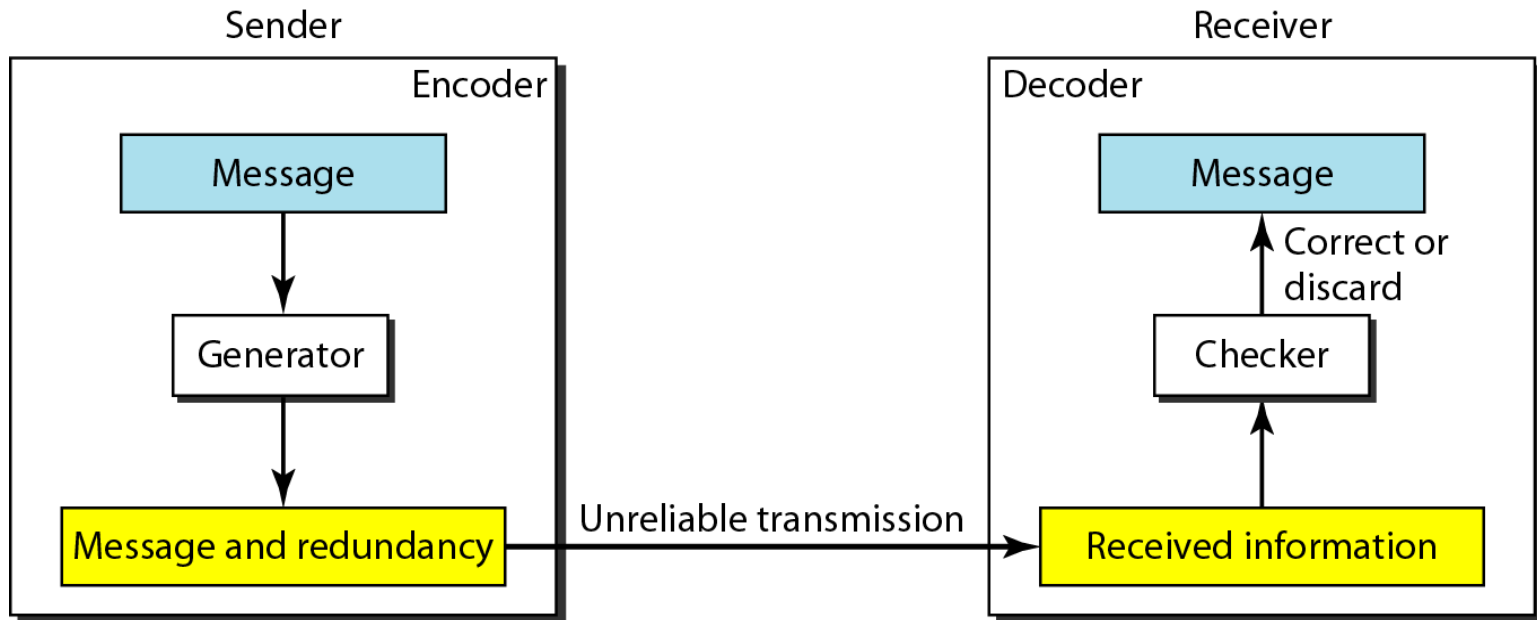 Sender
Encoder
Message
Generator
Message and redundancy
Unreliable transmission
Receiver
Decoder
Message
Correct or
discard
Checker
Received information